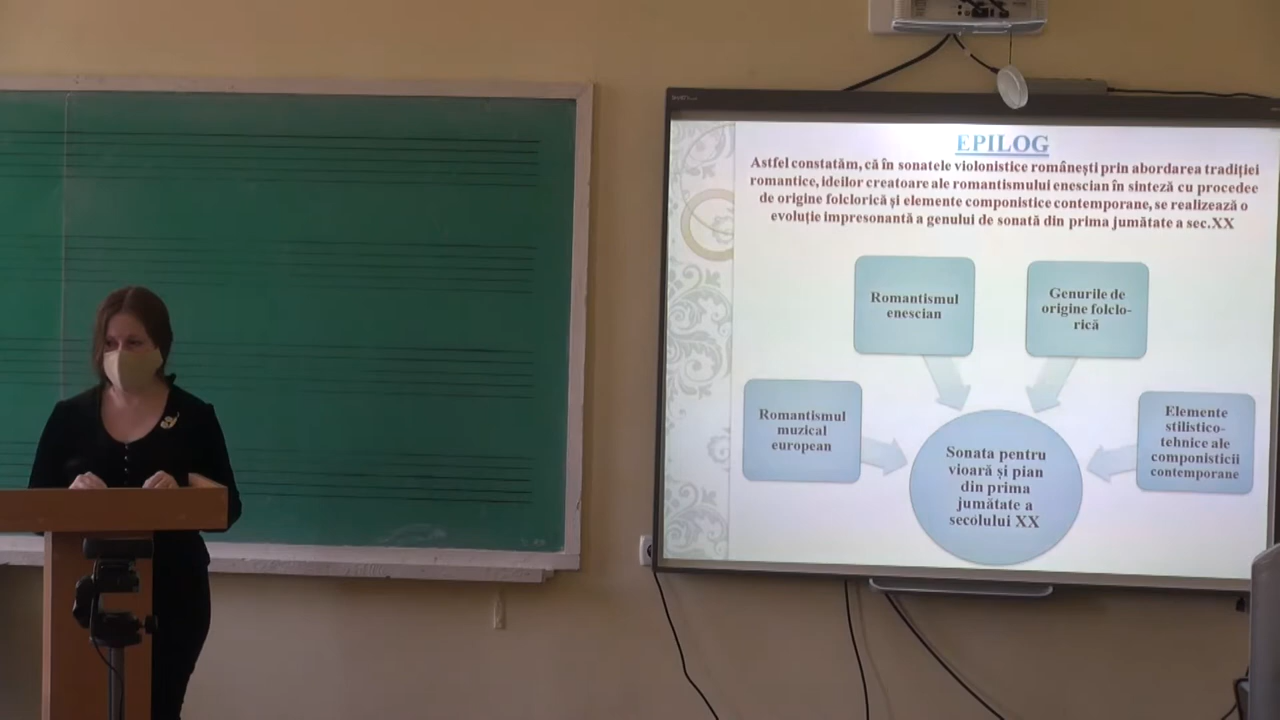 EPILOG
Astfel constatăm, că în sonatele violonistice românești prin abordarea tradiției
romantice, ideilor creatoare ale romantismului enescian în sinteză cu procedee
de origine folclorică și elemente componistice contemporane, se realizează o
evoluție impresonantă a genului de sonată din prima jumătate a sec.XX
Romantismul
enescian
Genurile de
origine folclo-
rică
Romantismul
muzical
european
Elemente
stilistico-
tehnice ale
componisticii
contemporane
Sonata pentru
vioară și pian
din prima
jumătate a
secolului XX